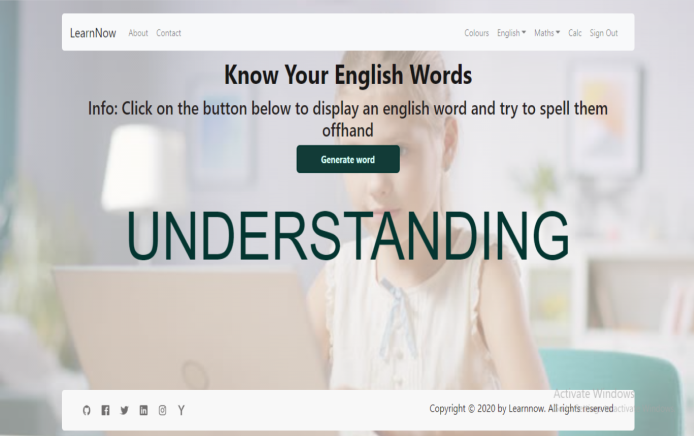 LearnNow About Contact Colours English Maths Calc Sign Out
Know Your English Words
Info: Click on the button below to display an english word and try to spell them
offhand
Generate word
UNDERSTANDING
Activate Windows
Copyright © 2020 by Learnnow. All rights reserved